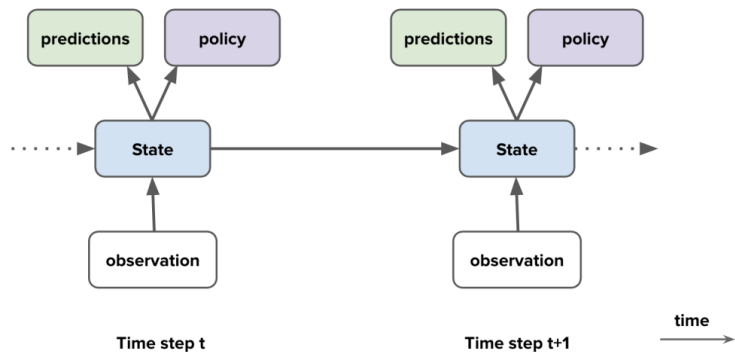 predictions
policy
predictions
policy
State
State
observation
observation
time
Time step t
Time step t+1